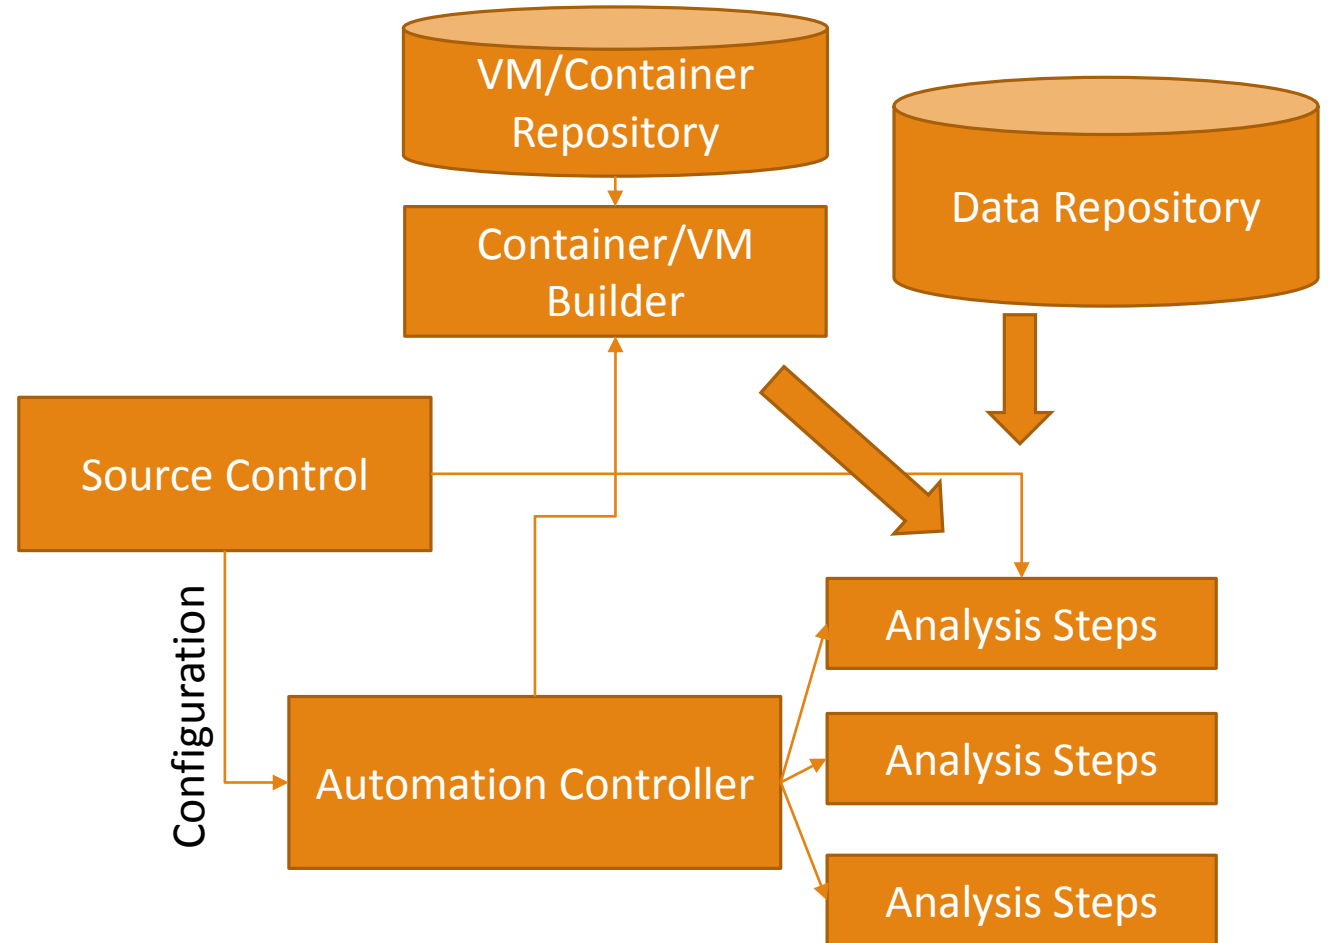 VM/Container
Repository
Data Repository
Container/VM
Builder
Source Control
Configuration
Analysis Steps
Automation Controller
Analysis Steps
Analysis Steps